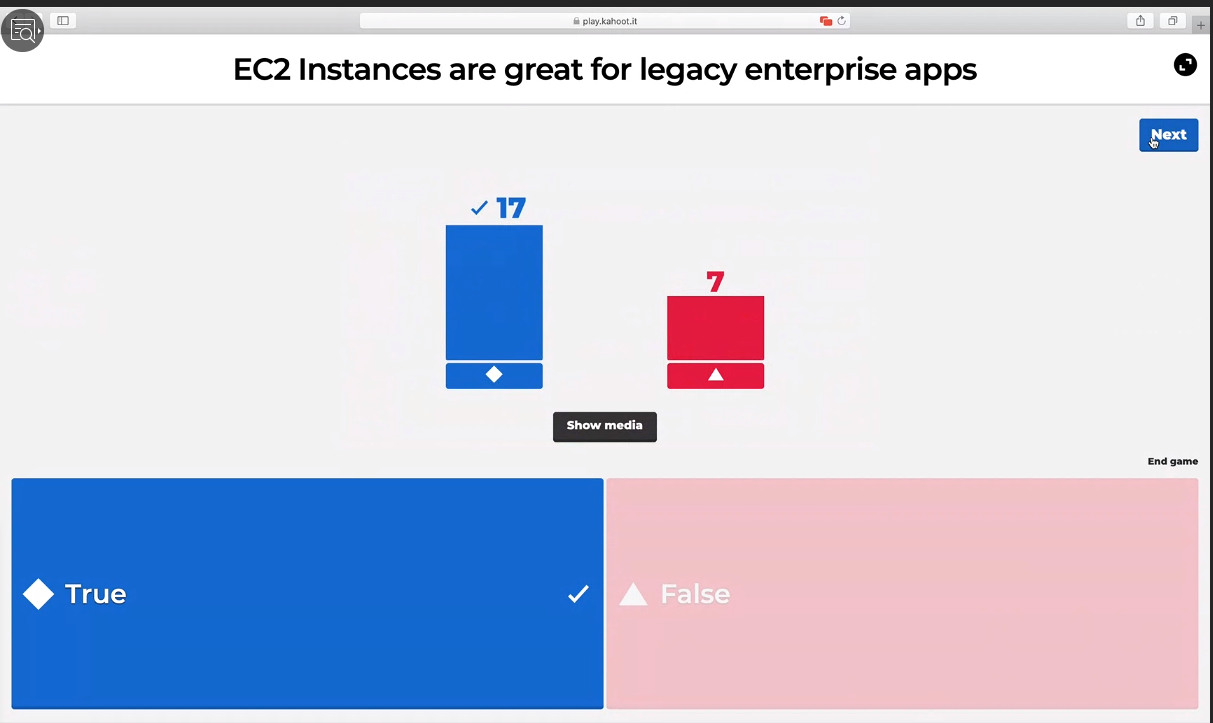 play.kahoot.it
EC2 Instances are great for legacy enterprise apps
Next
17
7
Show media
End game
True
False